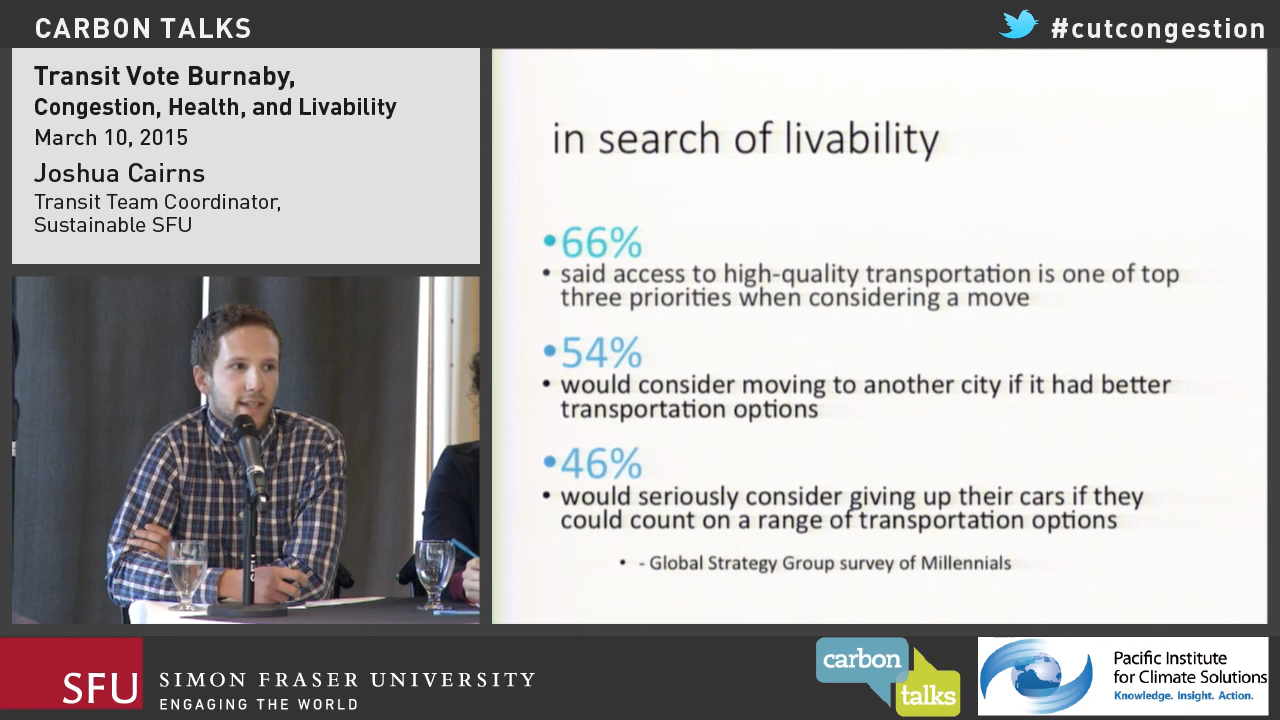 CARBON TALKS
#cutcongestion
Transit Vote Burnaby,
Congestion, Health, and Livability
March 10, 2015
Joshua Cairns
Transit Team Coordinator,
Sustainable SFU
in search of livability
•66%
• said access to high-quality transportation is one of top
three priorities when considering a move
•54%
• would consider moving to another city if it had better
transportation options
•46%
• would seriously consider giving up their cars if they
could count on a range of transportation options
• - Global Strategy Group survey of Millennials
SFU
SIMON FRASER UNIVERSITY
ENGAGING THE WORLD
carbon
talks
Pacific Institute
for Climate Solutions
Knowledge. Insight. Action.